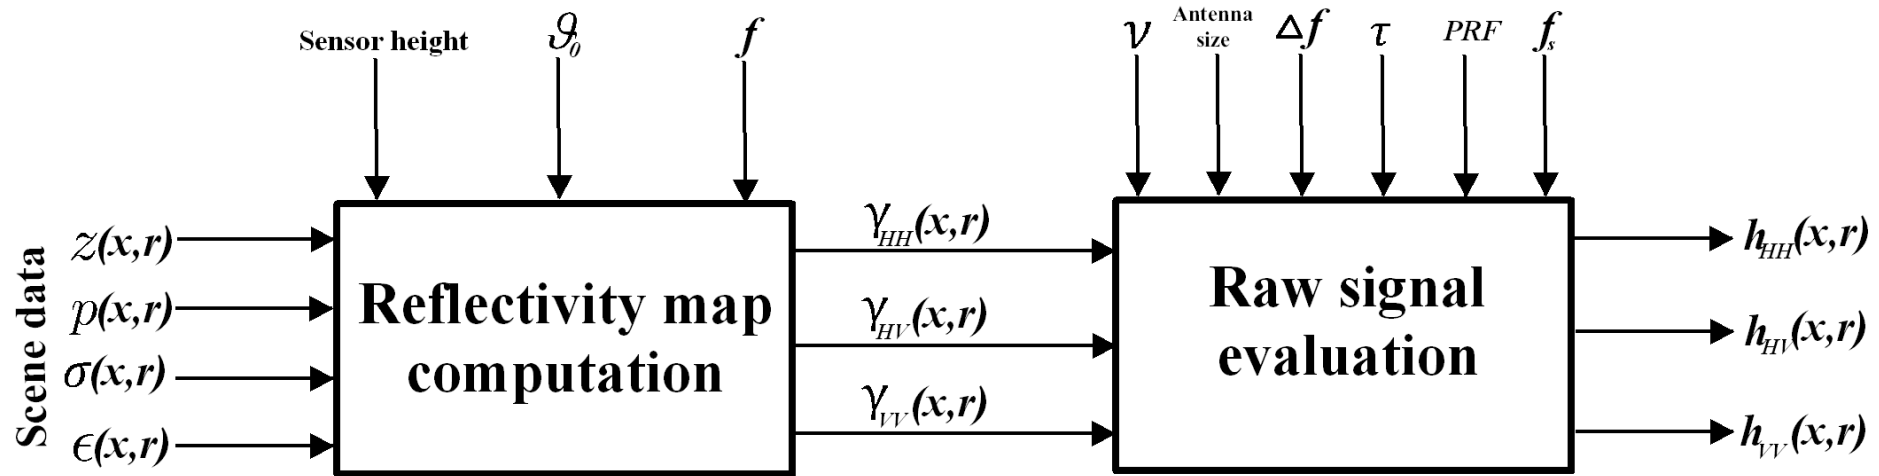 Sensor height
ϑ₀
f
ν
Antenna
size
Δf
τ
PRF
fₛ
Scene data
z(x,r)
p(x,r)
σ(x,r)
ϵ(x,r)
Reflectivity map
computation
γHH(x,r)
γHV(x,r)
γVV(x,r)
Raw signal
evaluation
hHH(x,r)
hHV(x,r)
hVV(x,r)